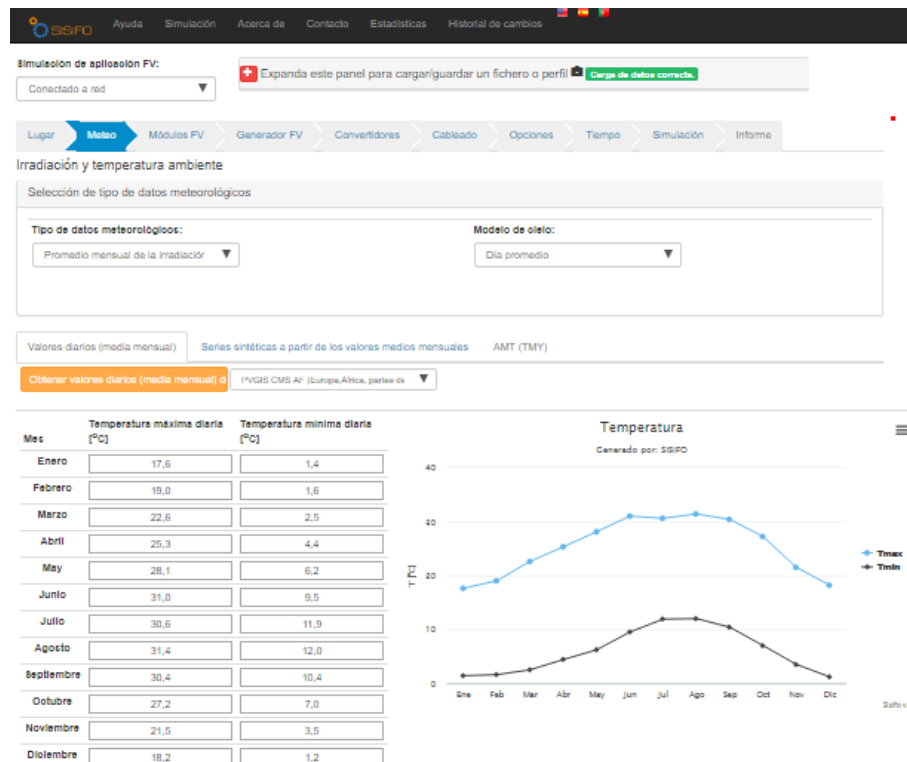 SISIFO Ayuda Simulación Acerca de Contacto Estadísticas Historial de cambios
Simulación de aplicación FV:
Conectado a red
Expanda este panel para cargar/guardar un fichero o perfil Carga de datos correcta.
Lugar Meteo Módulos FV Generador FV Convertidores Cableado Opciones Tiempo Simulación Informe
Irradiación y temperatura ambiente
Selección de tipo de datos meteorológicos
Tipo de datos meteorológicos: Modelo de cielo:
Promedio mensual de la irradiación Día promedio
Valores diarios (media mensual) Series sintéticas a partir de los valores medios mensuales AMT (TMY)
Obtener valores diarios (media mensual) d PVGIS CMS AF (Europe,Africa, partes de
Mes Temperatura máxima diaria [ºC] Temperatura mínima diaria [ºC]
Enero 17,6 1,4
Febrero 19,0 1,6
Marzo 22,6 2,5
Abril 25,3 4,4
May 28,1 6,2
Junio 31,0 9,5
Julio 30,6 11,9
Agosto 31,4 12,0
Septiembre 30,4 10,4
Octubre 27,2 7,0
Noviembre 21,5 3,5
Diciembre 18,2 1,2
Temperatura
Generado por: SISIFO
T [ºC]
40
30
20
10
0
Ene Feb Mar Abr May Jun Jul Ago Sep Oct Nov Dic
Tmax
Tmin